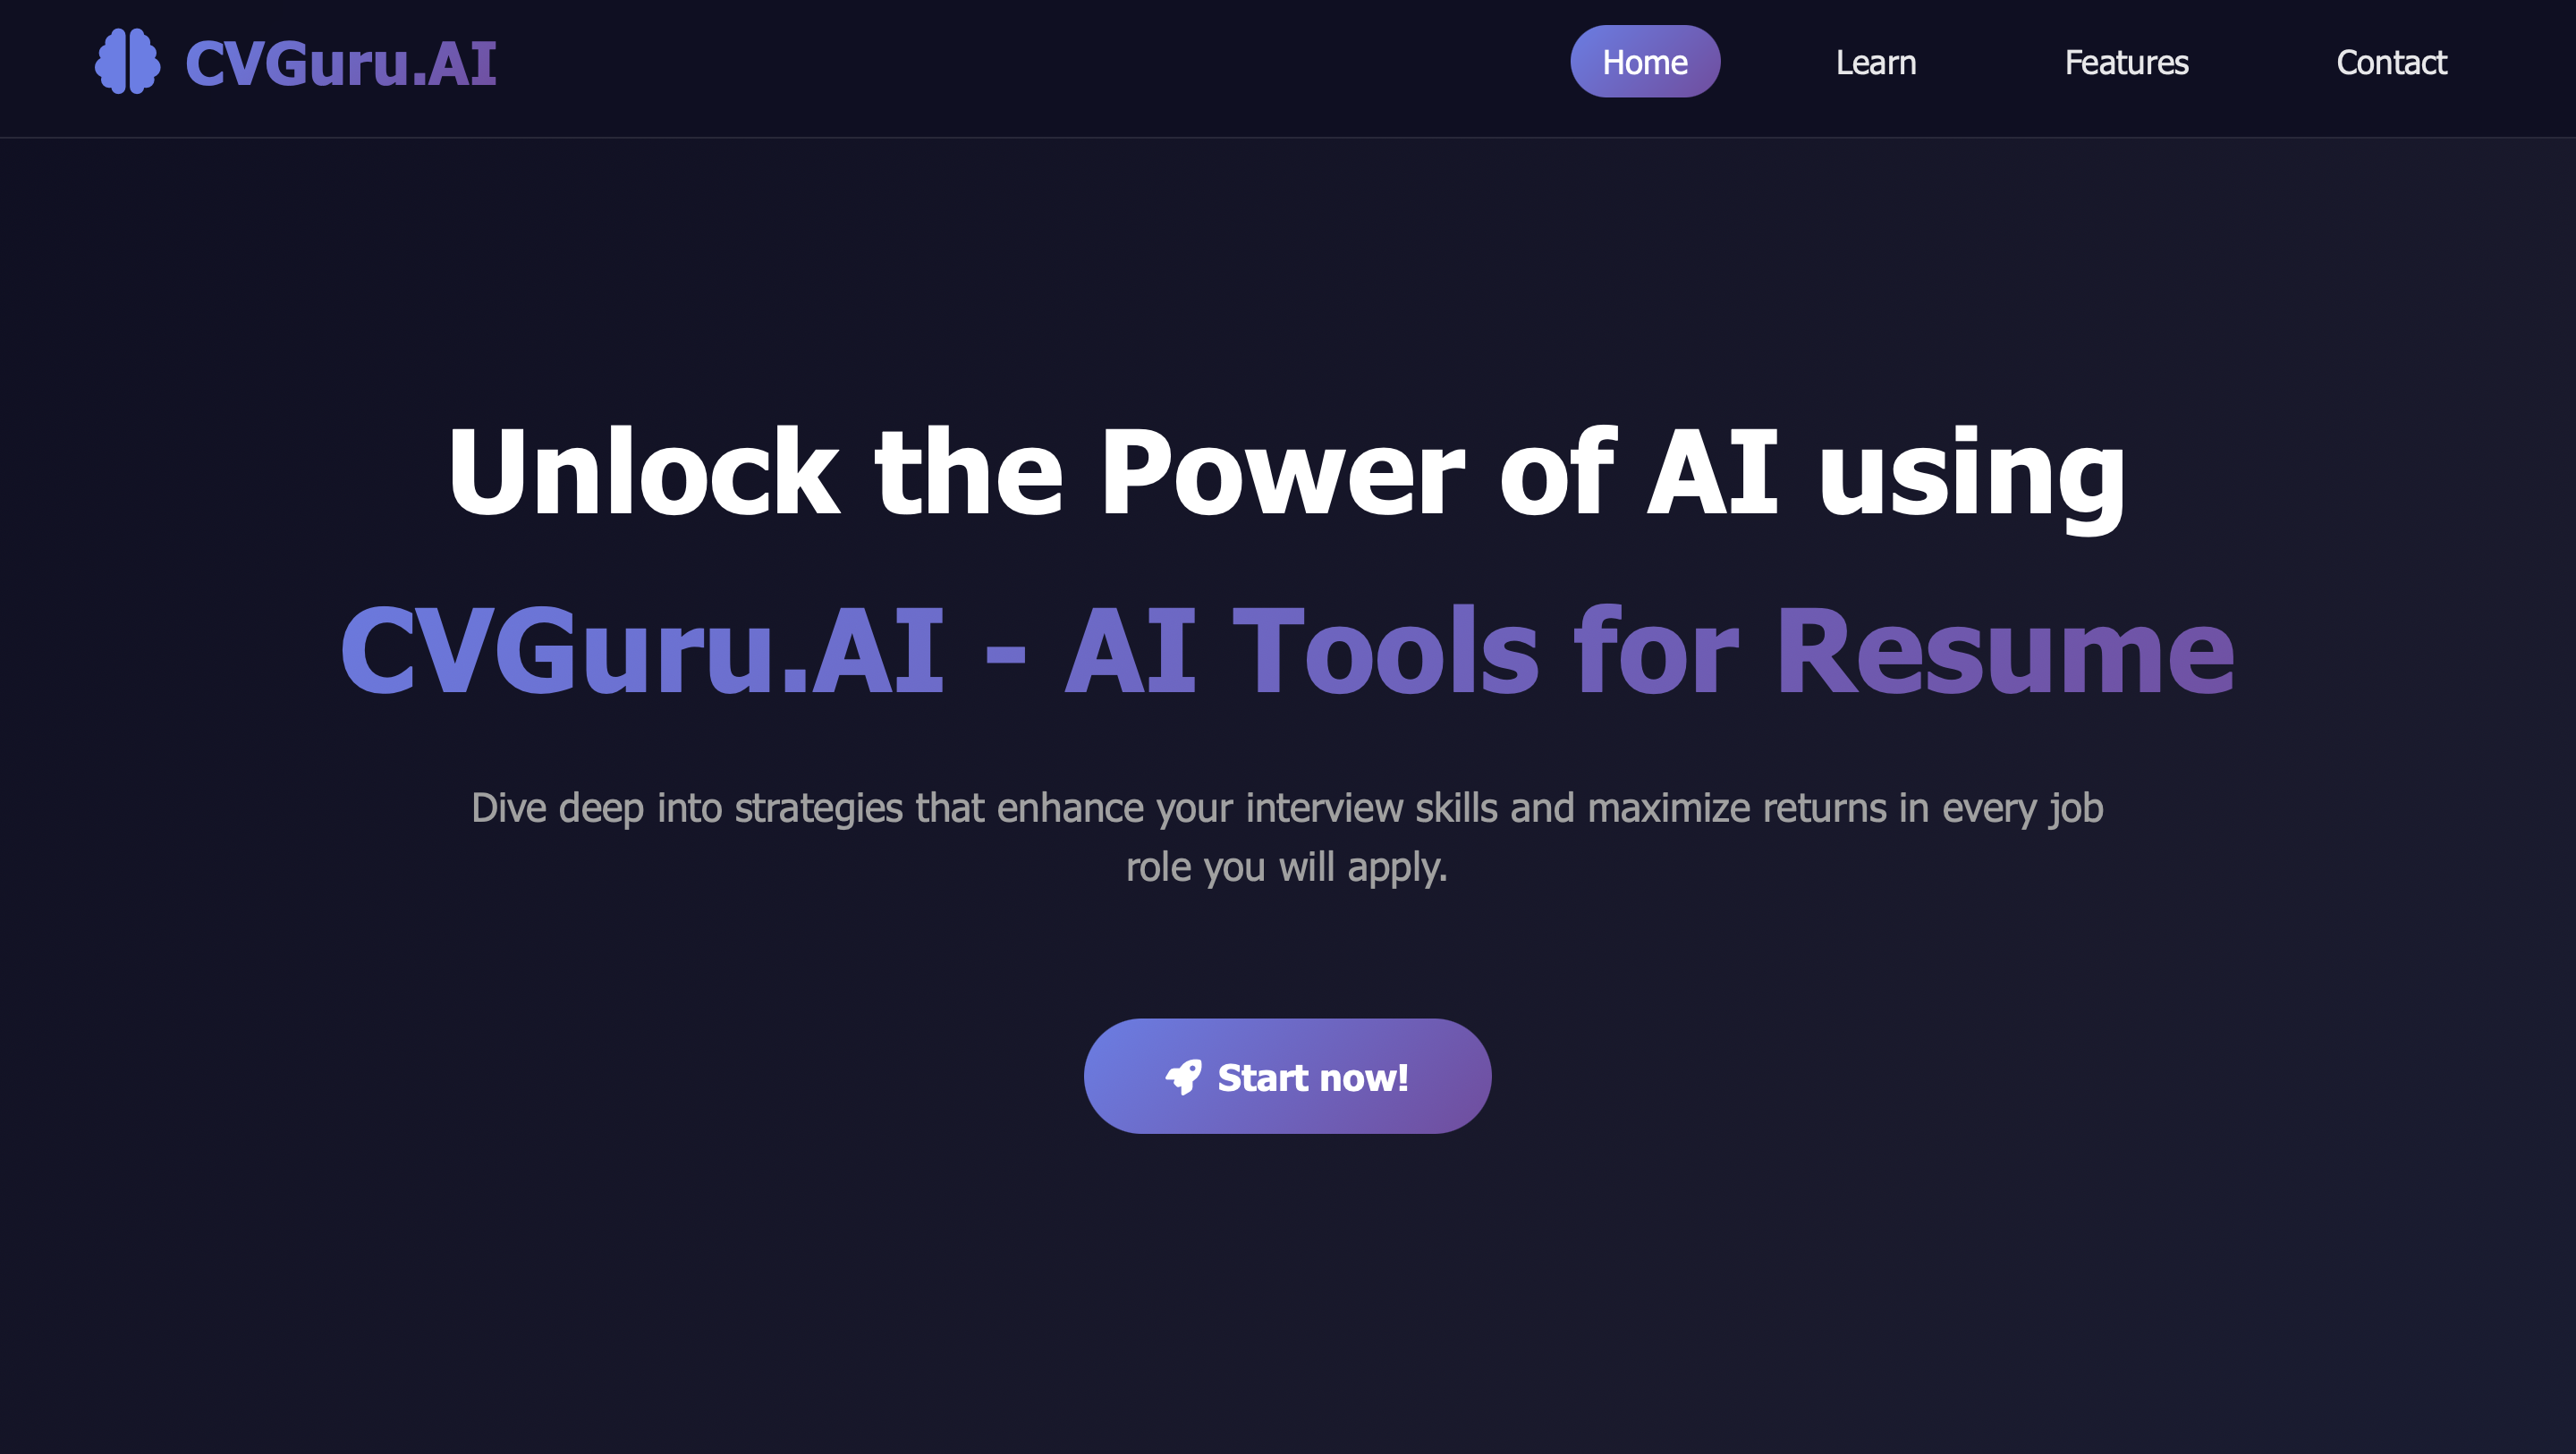 CVGuru.AI
Home
Learn
Features
Contact
Unlock the Power of AI using
CVGuru.AI - AI Tools for Resume
Dive deep into strategies that enhance your interview skills and maximize returns in every job
role you will apply.
Start now!